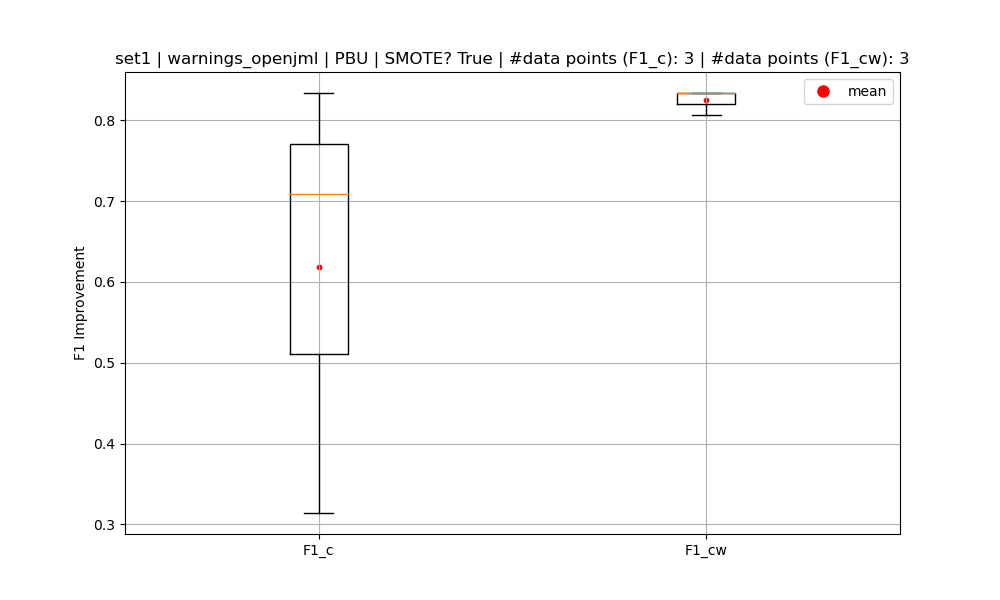 set1 | warnings_openjml | PBU | SMOTE? True | #data points (F1_c): 3 | #data points (F1_cw): 3
mean
0.8
0.7
0.6
0.5
0.4
0.3
F1 Improvement
F1_c
F1_cw